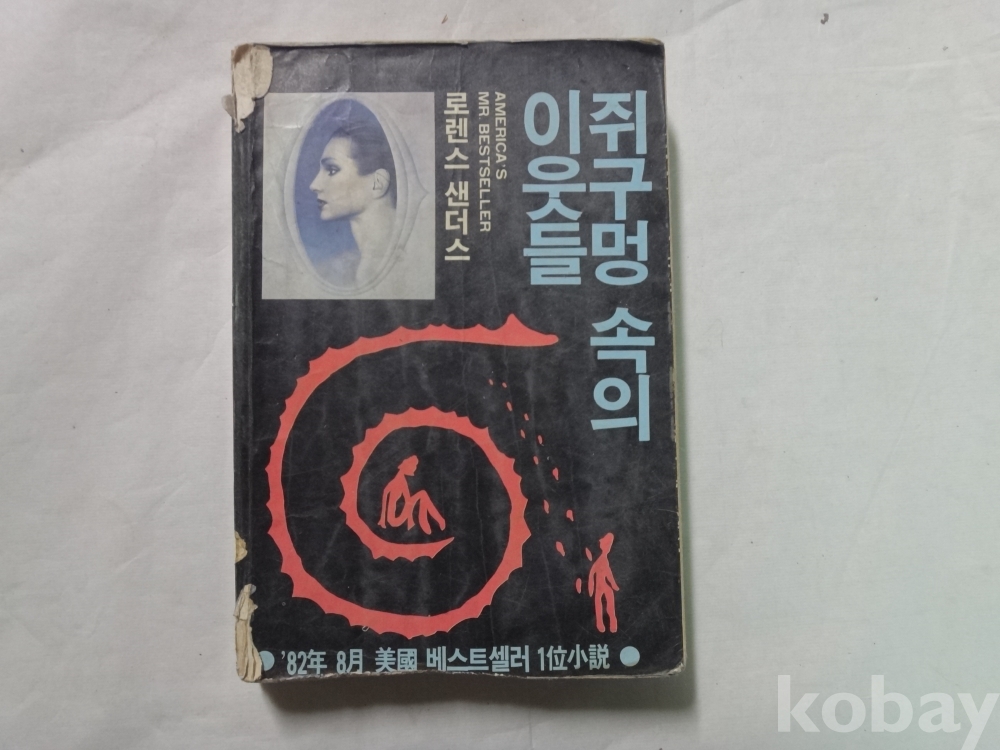 쥐구멍 속의
이웃들
AMERICA'S
MR. BESTSELLER
로렌스 샌더스
● '82年 8月 美國 베스트셀러 1位小説 ●
kobay